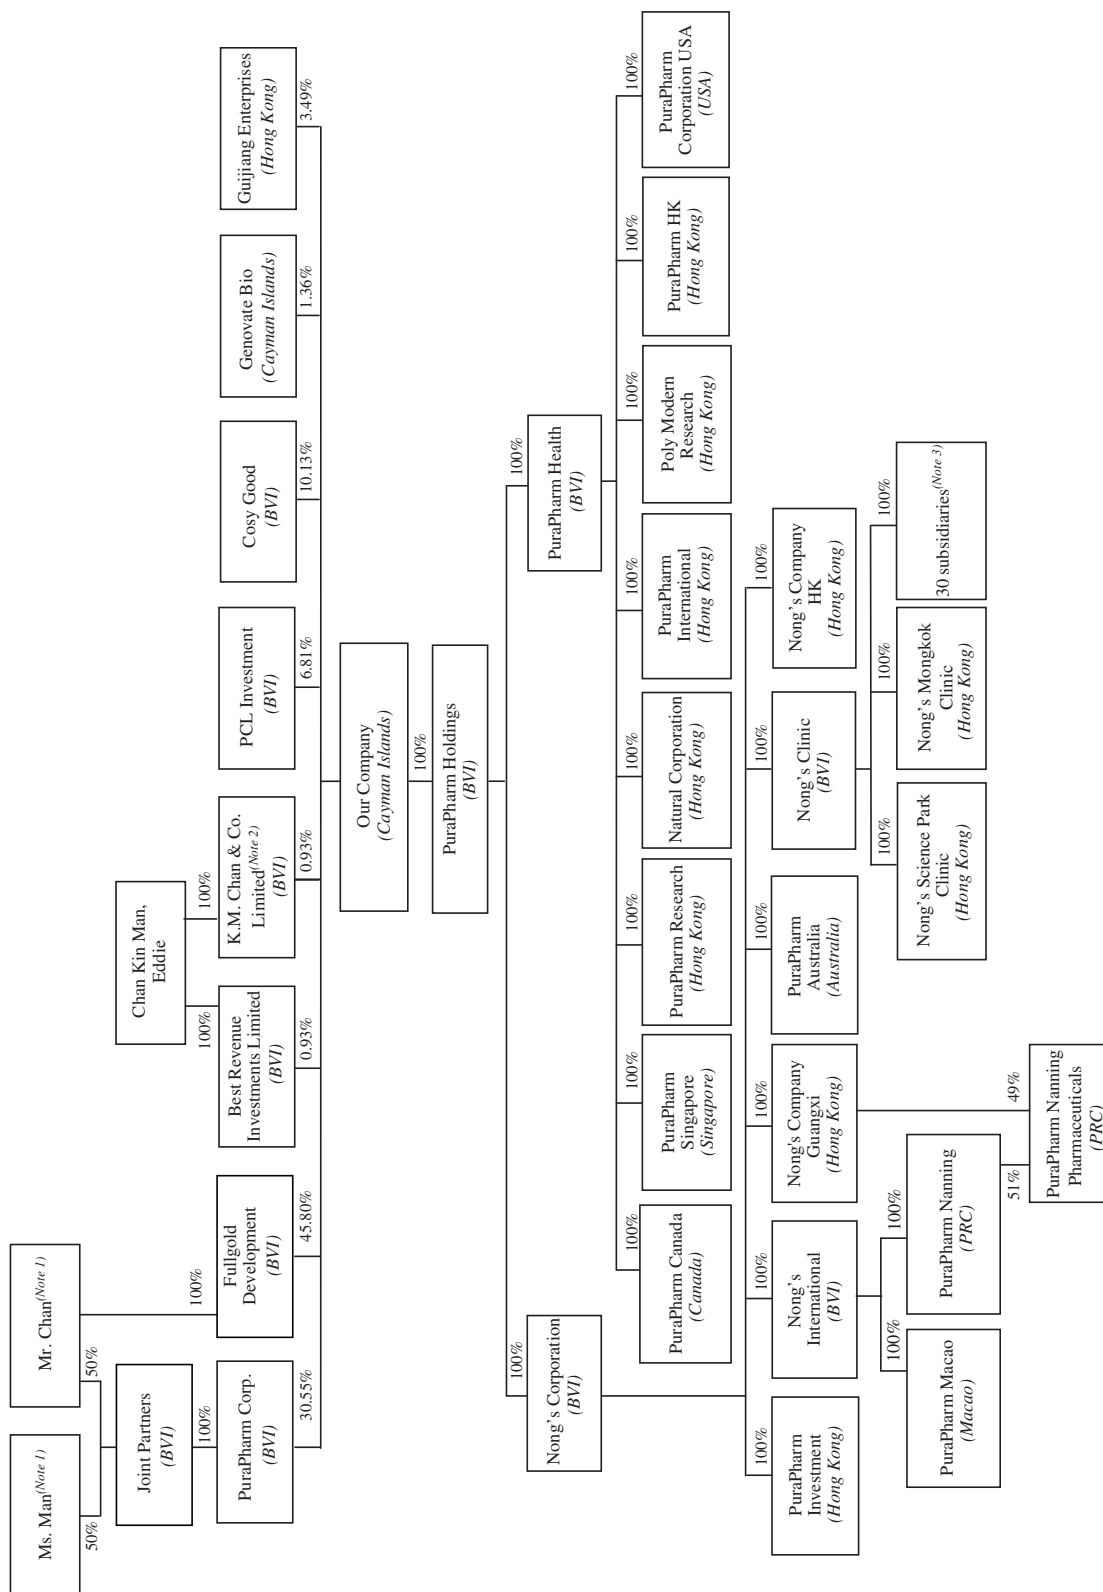 Ms. Man(Note 1)
Mr. Chan(Note 1)
50%
50%
Joint Partners
(BVI)
100%
100%
Chan Kin Man,
Eddie
100%
100%
PuraPharm Corp.
(BVI)
Fullgold
Development
(BVI)
Best Revenue
Investments Limited
(BVI)
K.M. Chan & Co.
Limited(Note 2)
(BVI)
PCL Investment
(BVI)
Cosy Good
(BVI)
Genovate Bio
(Cayman Islands)
Guijiang Enterprises
(Hong Kong)
30.55%
45.80%
0.93%
0.93%
6.81%
10.13%
1.36%
3.49%
Our Company
(Cayman Islands)
100%
PuraPharm Holdings
(BVI)
100%
100%
Nong's Corporation
(BVI)
PuraPharm Health
(BVI)
100%
100%
100%
100%
100%
100%
100%
100%
PuraPharm Canada
(Canada)
PuraPharm
Singapore
(Singapore)
PuraPharm Research
(Hong Kong)
Natural Corporation
(Hong Kong)
PuraPharm
International
(Hong Kong)
Poly Modern
Research
(Hong Kong)
PuraPharm HK
(Hong Kong)
PuraPharm
Corporation USA
(USA)
100%
100%
100%
100%
100%
100%
PuraPharm
Investment
(Hong Kong)
Nong's
International
(BVI)
Nong's Company
Guangxi
(Hong Kong)
PuraPharm
Australia
(Australia)
Nong's Clinic
(BVI)
Nong's Company
HK
(Hong Kong)
100%
100%
100%
100%
100%
PuraPharm Macao
(Macao)
PuraPharm Nanning
(PRC)
Nong's Science Park
Clinic
(Hong Kong)
Nong's Mongkok
Clinic
(Hong Kong)
30 subsidiaries(Note 3)
51%
49%
PuraPharm Nanning
Pharmaceuticals
(PRC)